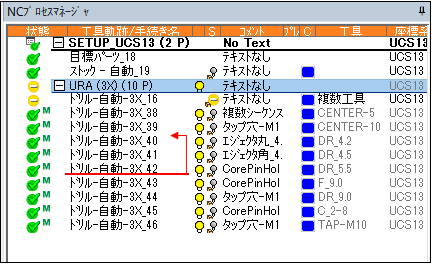 NCプロセスマネージャ
状態 工具軌跡/手続き名 S コメント プレ C 工具 座標系
SETUP_UCS13 (2 P) No Text UCS13
目標パーツ_18 テキストなし UCS13
ストック - 自動_19 テキストなし UCS13
URA (3X) (10 P) テキストなし UCS13
ドリル-自動-3X_16 テキストなし 複数工具 UCS13
M ドリル-自動-3X_38 複数シーケンス CENTER-5 UCS13
M ドリル-自動-3X_39 タップ穴-M1 CENTER-10 UCS13
M ドリル-自動-3X_40 エジェクタ丸_4. DR_4.2 UCS13
M ドリル-自動-3X_41 エジェクタ角_4. DR_4.5 UCS13
M ドリル-自動-3X_42 CorePinHol DR_5.5 UCS13
M ドリル-自動-3X_43 CorePinHol F_9.0 UCS13
M ドリル-自動-3X_44 タップ穴-M1 DR_9.0 UCS13
M ドリル-自動-3X_45 CorePinHol C_2-8 UCS13
M ドリル-自動-3X_46 タップ穴-M1 TAP-M10 UCS13